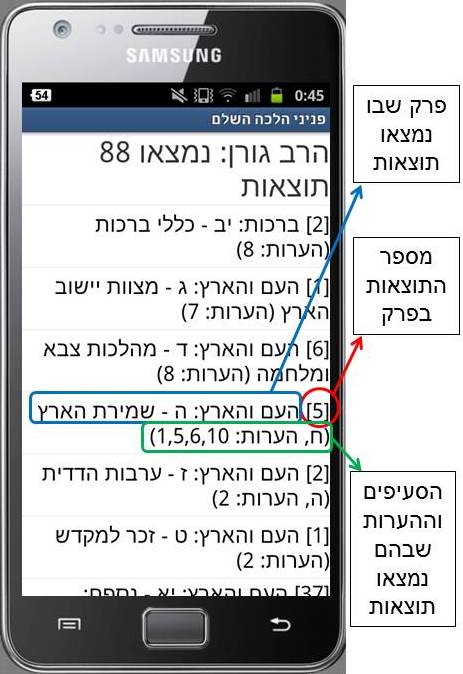 SAMSUNG
54
0:45
פניני הלכה השלם
הרב גורן: נמצאו 88
תוצאות
[2] ברכות: יב - כללי ברכות
(הערות: 8)
[1] העם והארץ: ג - מצוות יישוב
הארץ (הערות: 7)
[6] העם והארץ: ד - מהלכות צבא
ומלחמה (הערות: 8)
[5] העם והארץ: ה - שמירת הארץ
(ח, הערות: 1,5,6,10)
[2] העם והארץ: ז - ערבות הדדית
(ה, הערות: 2)
[1] העם והארץ: ט - זכר למקדש
(הערות: 2)
[37] העם והארץ: יא - נספח:
פרק שבו
נמצאו
תוצאות
מספר
התוצאות
בפרק
הסעיפים
וההערות
שבהם
נמצאו
תוצאות